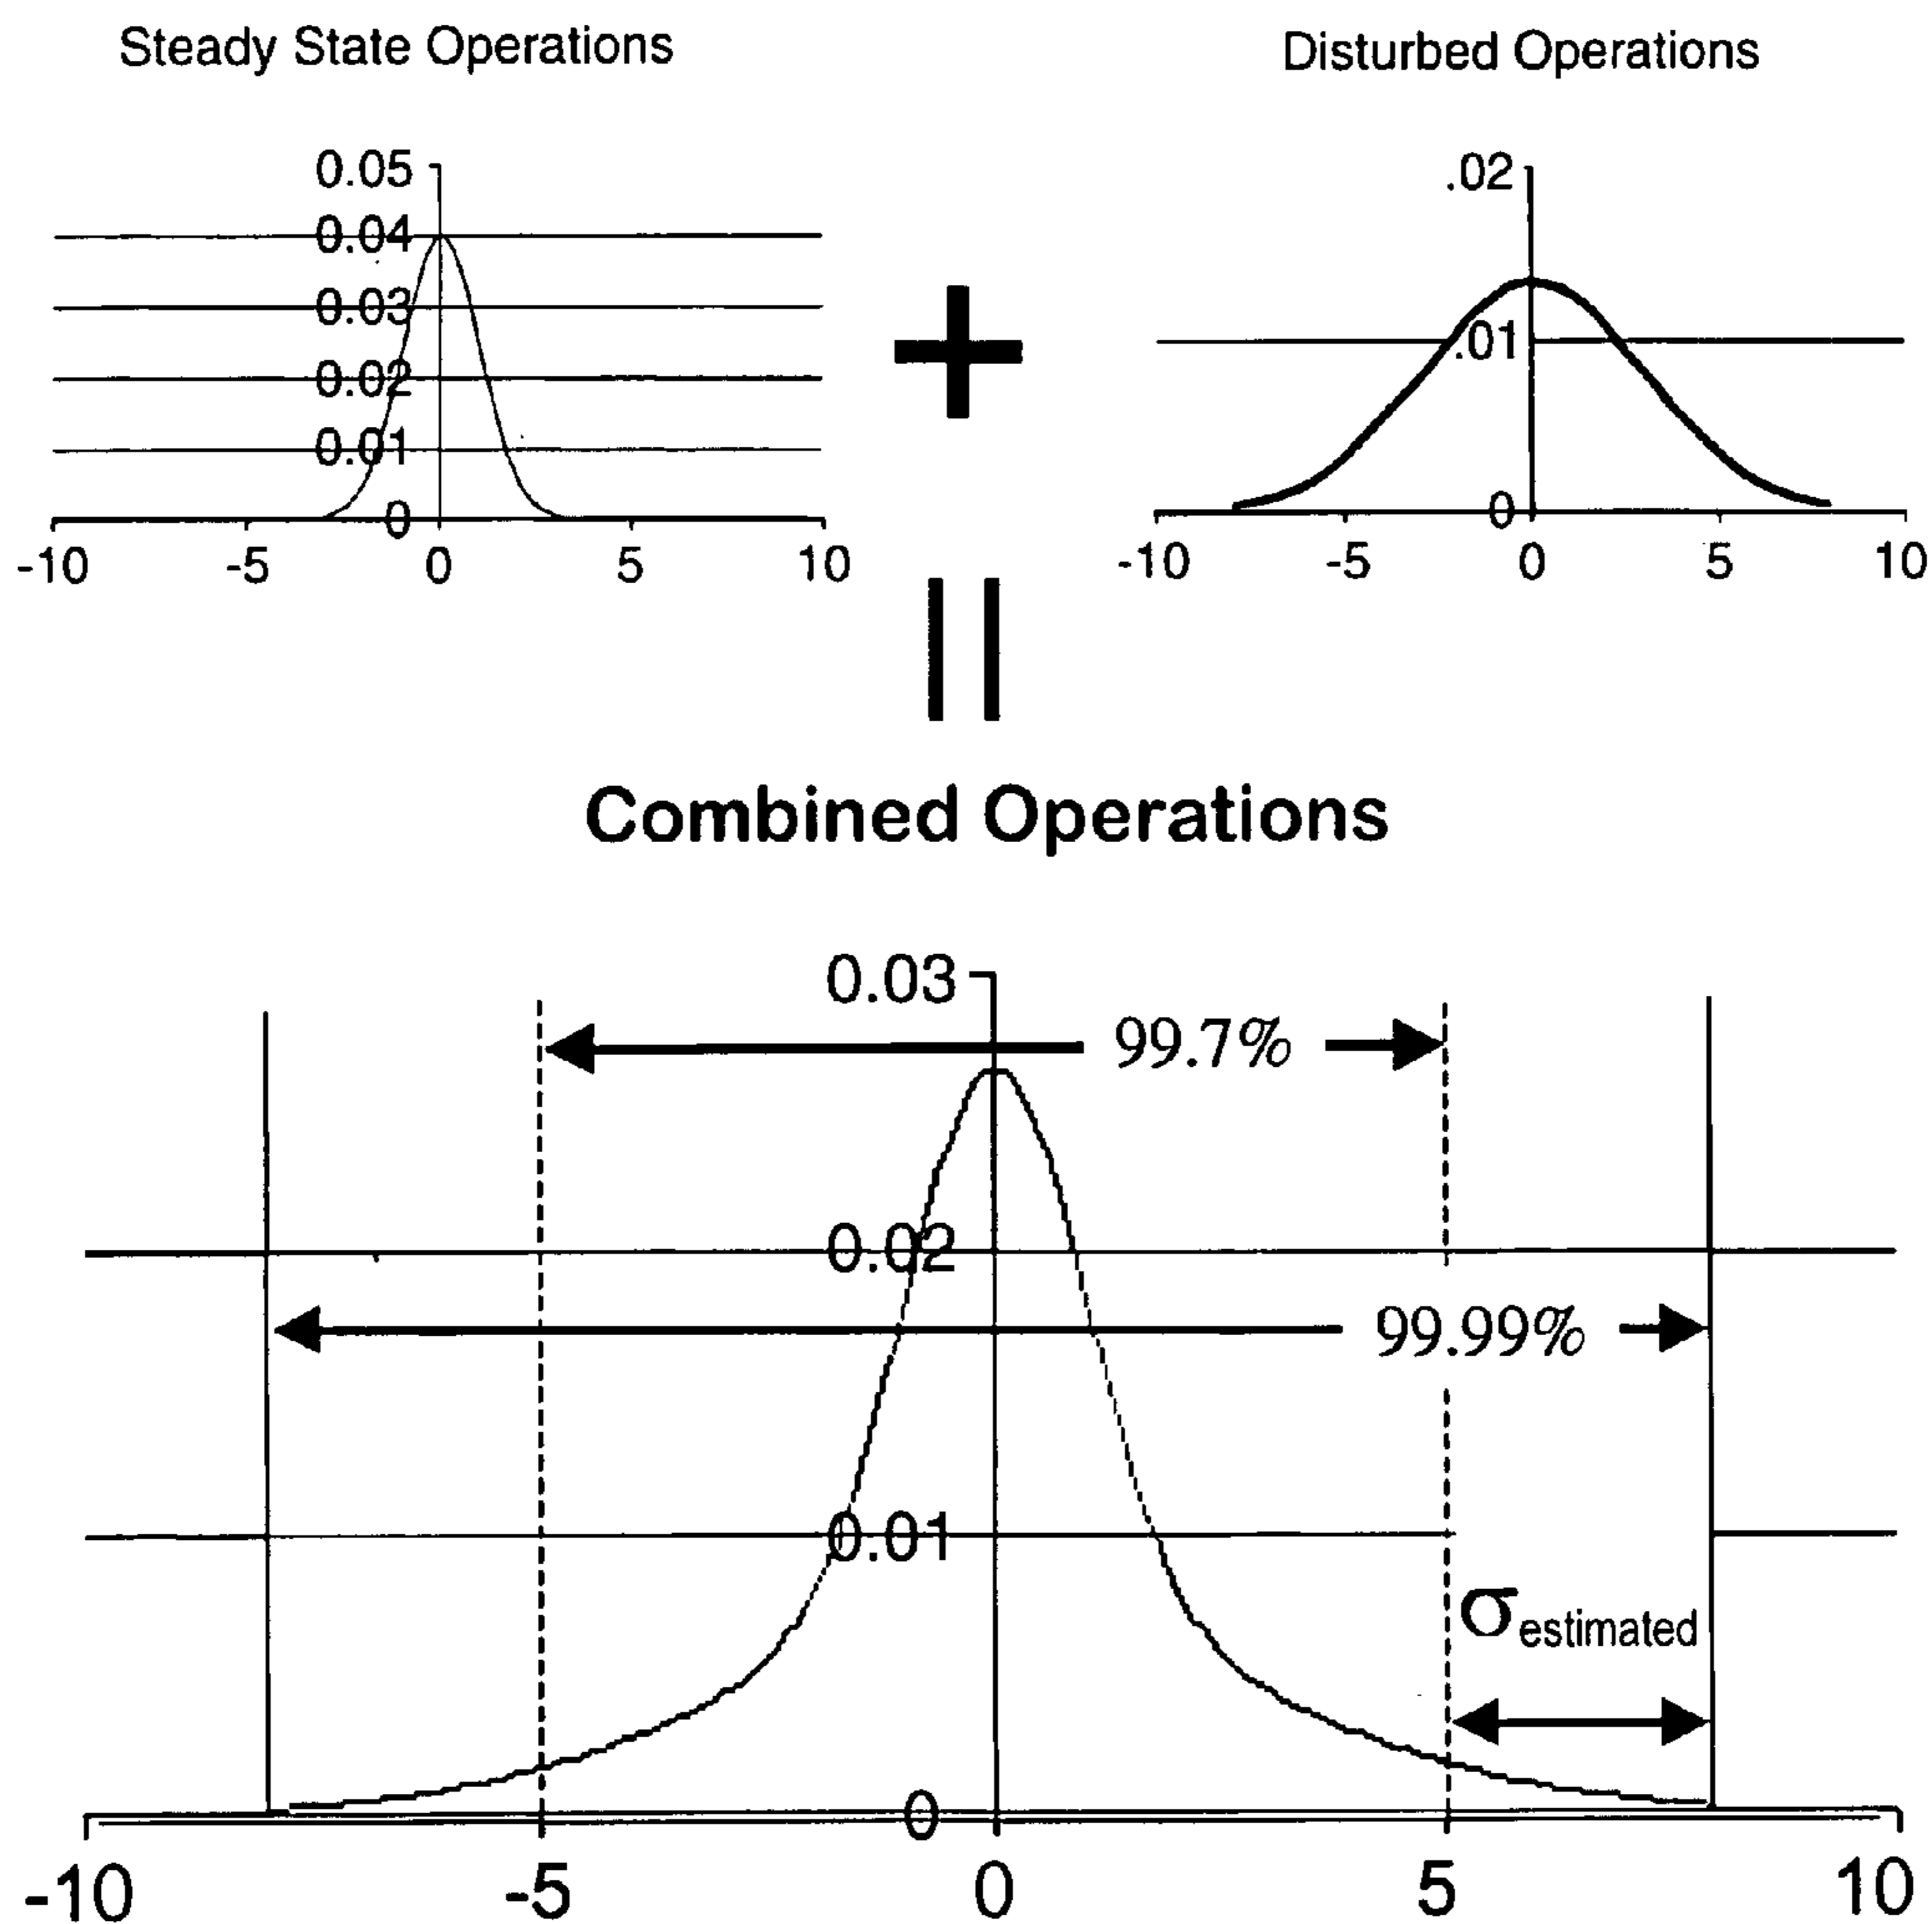 Steady State Operations
0.05
0.04
0.03
0.02
0.01
0
-10 -5 0 5 10
Disturbed Operations
.02
.01
0
-10 -5 0 5 10
Combined Operations
0.03
99.7%
0.02
99.99%
0.01
σestimated
0
-10 -5 0 5 10